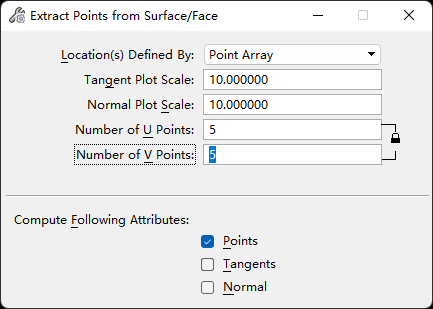 Extract Points from Surface/Face
Location(s) Defined By: Point Array
Tangent Plot Scale: 10.000000
Normal Plot Scale: 10.000000
Number of U Points: 5
Number of V Points: 5
Compute Following Attributes:
Points
Tangents
Normal